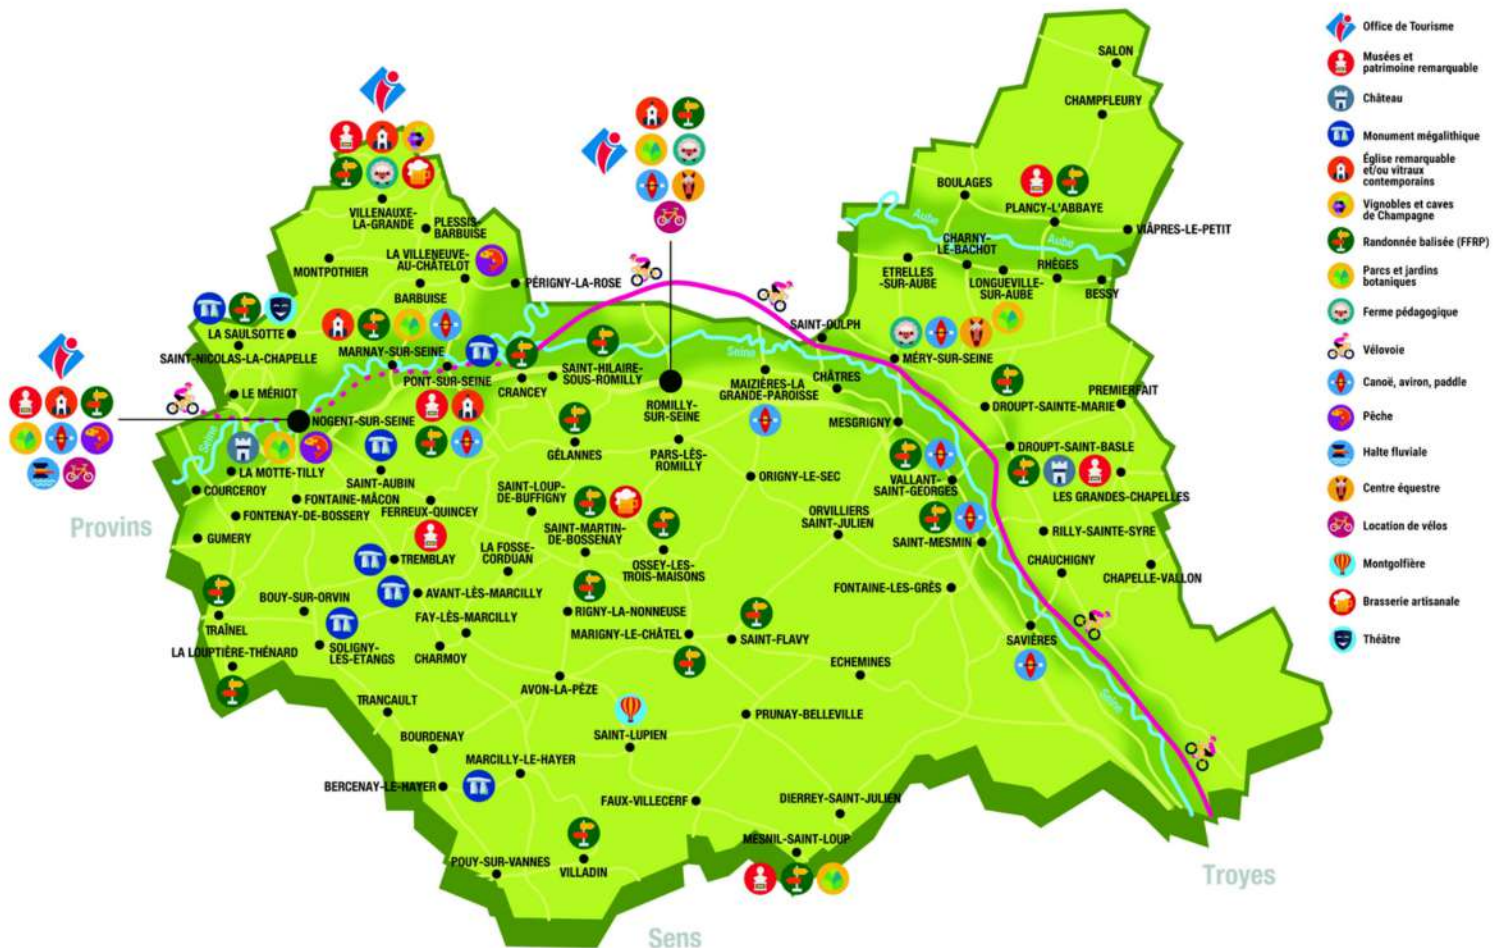 SALON
CHAMPFLEURY
BOULAGES
PLANCY-L'ABBAYE
VIÂPRES-LE-PETIT
Aube
Aube
CHARNY-
LE-BACHOT
ETRELLES
-SUR-AUBE
LONGUEVILLE-
SUR-AUBE
RHÈGES
BESSY
VILLENAUXE-
LA-GRANDE
PLESSIS-
BARBUISE
LA VILLENEUVE-
AU-CHÂTELOT
MONTPOTHIER
BARBUISE
PÉRIGNY-LA-ROSE
LA SAULSOTTE
SAINT-NICOLAS-LA-CHAPELLE
MARNAY-SUR-SEINE
PONT-SUR-SEINE
CRANCEY
SAINT-HILAIRE-
SOUS-ROMILLY
LE MÉRIOT
NOGENT-SUR-SEINE
Seine
ROMILLY-
SUR-SEINE
Seine
MAIZIÈRES-LA
GRANDE-PAROISSE
SAINT-OULPH
CHÂTRES
MÉRY-SUR-SEINE
MESGRIGNY
DROUPT-SAINTE-MARIE
PREMIERFAIT
DROUPT-SAINT-BASLE
LES GRANDES-CHAPELLES
VALLANT-
SAINT-GEORGES
RILLY-SAINTE-SYRE
SAINT-MESMIN
CHAUCHIGNY
CHAPELLE-VALLON
LA MOTTE-TILLY
COURCEROY
SAINT-AUBIN
FONTAINE-MÂCON
FERREUX-QUINCEY
FONTENAY-DE-BOSSERY
GUMERY
GÉLANNES
PARS-LÈS-
ROMILLY
ORIGNY-LE-SEC
SAINT-LOUP-
DE-BUFFIGNY
SAINT-MARTIN-
DE-BOSSENAY
OSSEY-LES-
TROIS-MAISONS
ORVILLIERS
SAINT-JULIEN
TREMBLAY
LA FOSSE-
CORDUAN
AVANT-LÈS-MARCILLY
FONTAINE-LES-GRÈS
BOUY-SUR-ORVIN
FAY-LÈS-MARCILLY
RIGNY-LA-NONNEUSE
TRAÎNEL
SOLIGNY-
LES-ETANGS
CHARMOY
MARIGNY-LE-CHÂTEL
SAINT-FLAVY
SAVIÈRES
LA LOUPTIÈRE-THÉNARD
ECHEMINES
AVON-LA-PÈZE
TRANCAULT
PRUNAY-BELLEVILLE
Seine
BOURDENAY
SAINT-LUPIEN
MARCILLY-LE-HAYER
BERCENAY-LE-HAYER
FAUX-VILLECERF
DIERREY-SAINT-JULIEN
MESNIL-SAINT-LOUP
POUY-SUR-VANNES
VILLADIN
Provins
Sens
Troyes
Office de Tourisme
Musées et
patrimoine remarquable
Château
Monument mégalithique
Église remarquable
et/ou vitraux
contemporains
Vignobles et caves
de Champagne
Randonnée balisée (FFRP)
Parcs et jardins
botaniques
Ferme pédagogique
Vélovoie
Canoë, aviron, paddle
Pêche
Halte fluviale
Centre équestre
Location de vélos
Montgolfière
Brasserie artisanale
Théâtre